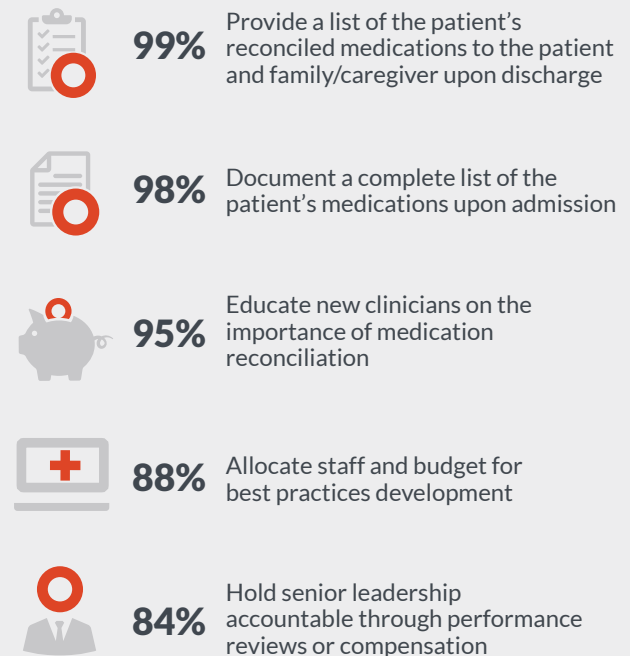 99%
Provide a list of the patient’s
reconciled medications to the patient
and family/caregiver upon discharge
98%
Document a complete list of the
patient’s medications upon admission
95%
Educate new clinicians on the
importance of medication
reconciliation
88%
Allocate staff and budget for
best practices development
84%
Hold senior leadership
accountable through performance
reviews or compensation